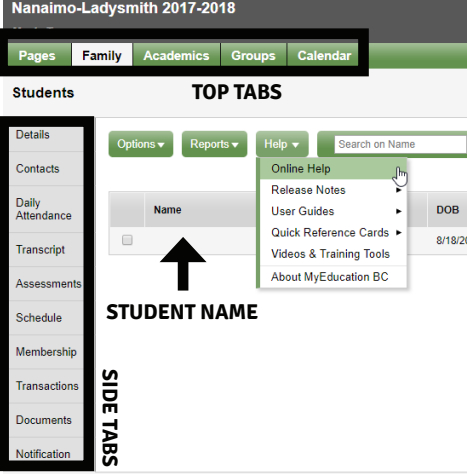 Nanaimo-Ladysmith 2017-2018
Pages Family Academics Groups Calendar
Students TOP TABS
Details
Contacts
Daily
Attendance
Transcript
Assessments
Schedule
Membership
Transactions
Documents
Notification
SIDE TABS
Options Reports Help Search on Name
Online Help
Release Notes
User Guides
Quick Reference Cards
Videos & Training Tools
About MyEducation BC
Name DOB
8/18/20
STUDENT NAME